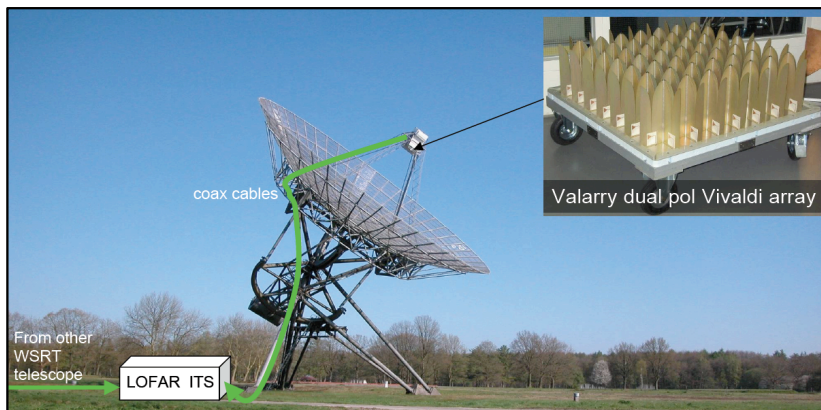 Valarry dual pol Vivaldi array
coax cables
From other
WSRT
telescope
LOFAR ITS